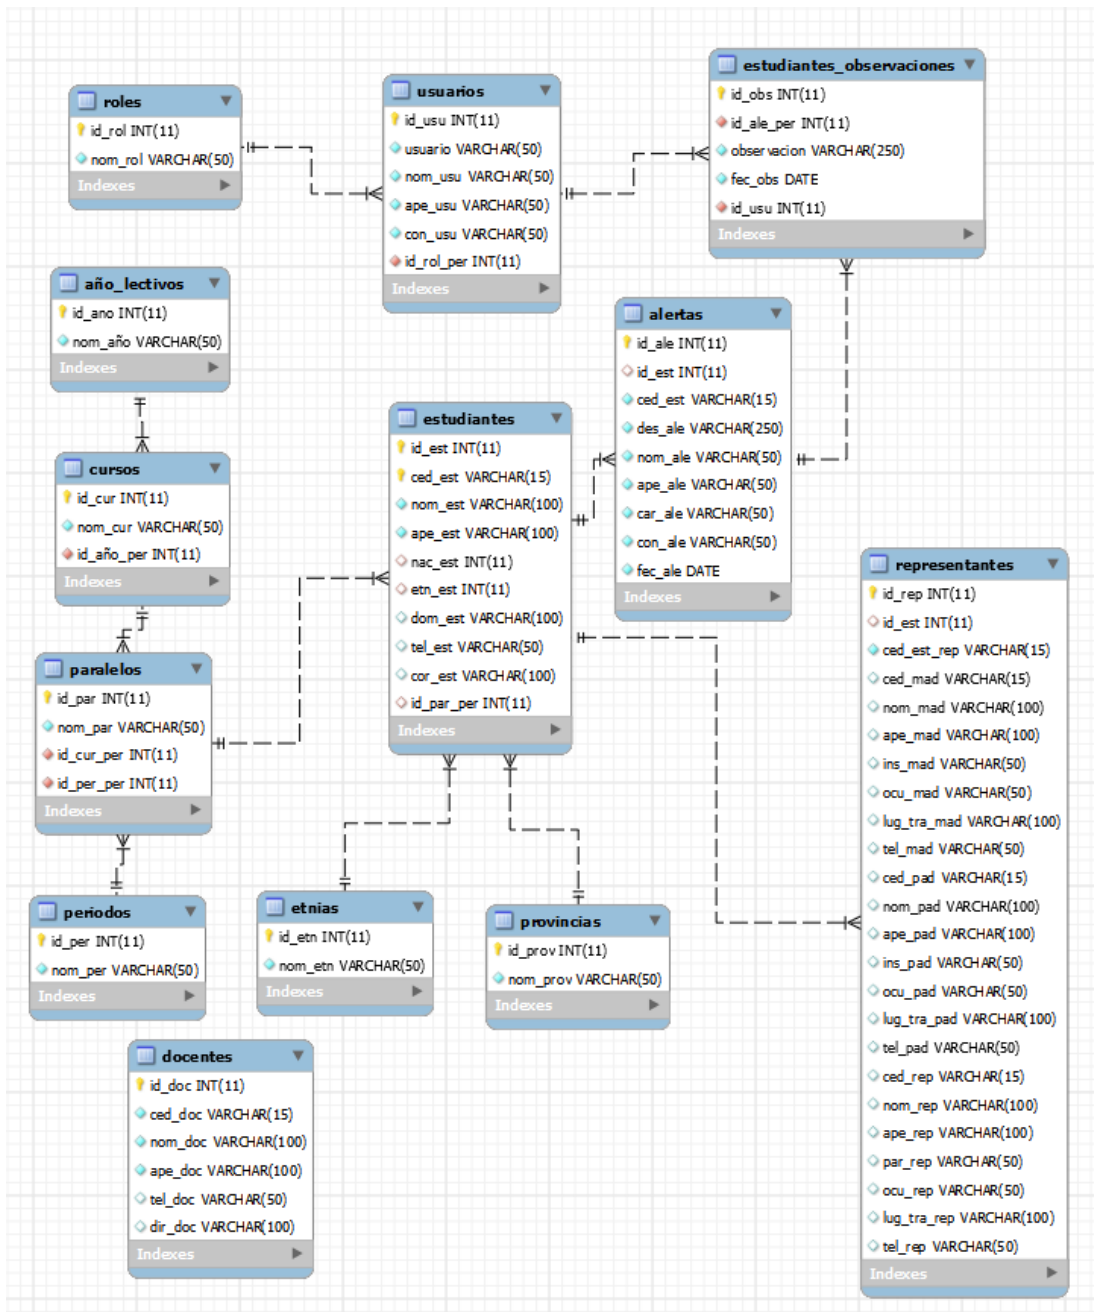 roles
id_rol INT(11)
nom_rol VARCHAR(50)
Indexes
usuarios
id_usu INT(11)
usuario VARCHAR(50)
nom_usu VARCHAR(50)
ape_usu VARCHAR(50)
con_usu VARCHAR(50)
id_rol_per INT(11)
Indexes
estudiantes_observaciones
id_obs INT(11)
id_ale_per INT(11)
observacion VARCHAR(250)
fec_obs DATE
id_usu INT(11)
Indexes
año_lectivos
id_ano INT(11)
nom_año VARCHAR(50)
Indexes
alertas
id_ale INT(11)
id_est INT(11)
ced_est VARCHAR(15)
des_ale VARCHAR(250)
nom_ale VARCHAR(50)
ape_ale VARCHAR(50)
car_ale VARCHAR(50)
con_ale VARCHAR(50)
fec_ale DATE
Indexes
estudiantes
id_est INT(11)
ced_est VARCHAR(15)
nom_est VARCHAR(100)
ape_est VARCHAR(100)
nac_est INT(11)
etn_est INT(11)
dom_est VARCHAR(100)
tel_est VARCHAR(50)
cor_est VARCHAR(100)
id_par_per INT(11)
Indexes
cursos
id_cur INT(11)
nom_cur VARCHAR(50)
id_año_per INT(11)
Indexes
representantes
id_rep INT(11)
id_est INT(11)
ced_est_rep VARCHAR(15)
ced_mad VARCHAR(15)
nom_mad VARCHAR(100)
ape_mad VARCHAR(100)
ins_mad VARCHAR(50)
ocu_mad VARCHAR(50)
lug_tra_mad VARCHAR(100)
tel_mad VARCHAR(50)
ced_pad VARCHAR(15)
nom_pad VARCHAR(100)
ape_pad VARCHAR(100)
ins_pad VARCHAR(50)
ocu_pad VARCHAR(50)
lug_tra_pad VARCHAR(100)
tel_pad VARCHAR(50)
ced_rep VARCHAR(15)
nom_rep VARCHAR(100)
ape_rep VARCHAR(100)
par_rep VARCHAR(50)
ocu_rep VARCHAR(50)
lug_tra_rep VARCHAR(100)
tel_rep VARCHAR(50)
Indexes
paralelos
id_par INT(11)
nom_par VARCHAR(50)
id_cur_per INT(11)
id_per_per INT(11)
Indexes
periodos
id_per INT(11)
nom_per VARCHAR(50)
Indexes
etnias
id_etn INT(11)
nom_etn VARCHAR(50)
Indexes
provincias
id_prov INT(11)
nom_prov VARCHAR(50)
Indexes
docentes
id_doc INT(11)
ced_doc VARCHAR(15)
nom_doc VARCHAR(100)
ape_doc VARCHAR(100)
tel_doc VARCHAR(50)
dir_doc VARCHAR(100)
Indexes